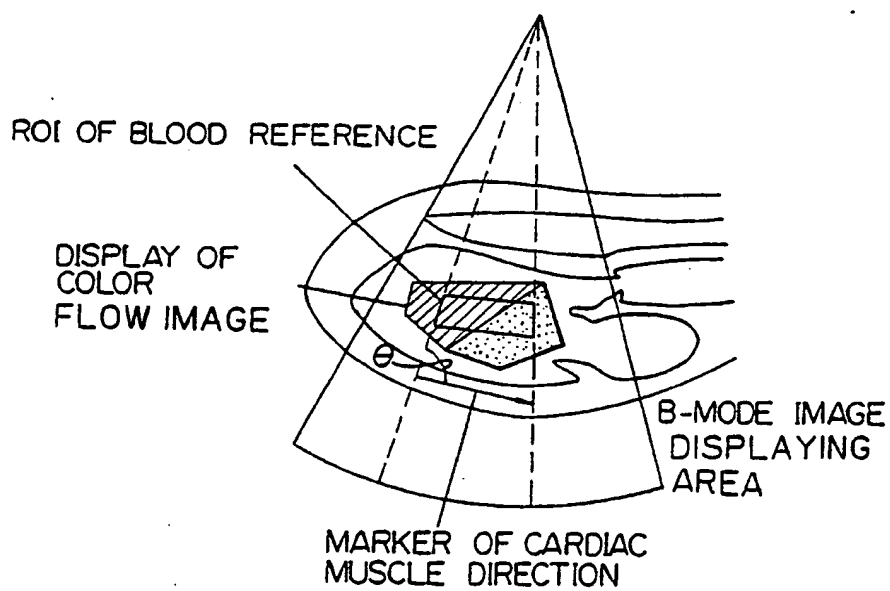 ROI OF BLOOD REFERENCE
DISPLAY OF
COLOR
FLOW IMAGE
θ
B-MODE IMAGE
DISPLAYING
AREA
MARKER OF CARDIAC
MUSCLE DIRECTION